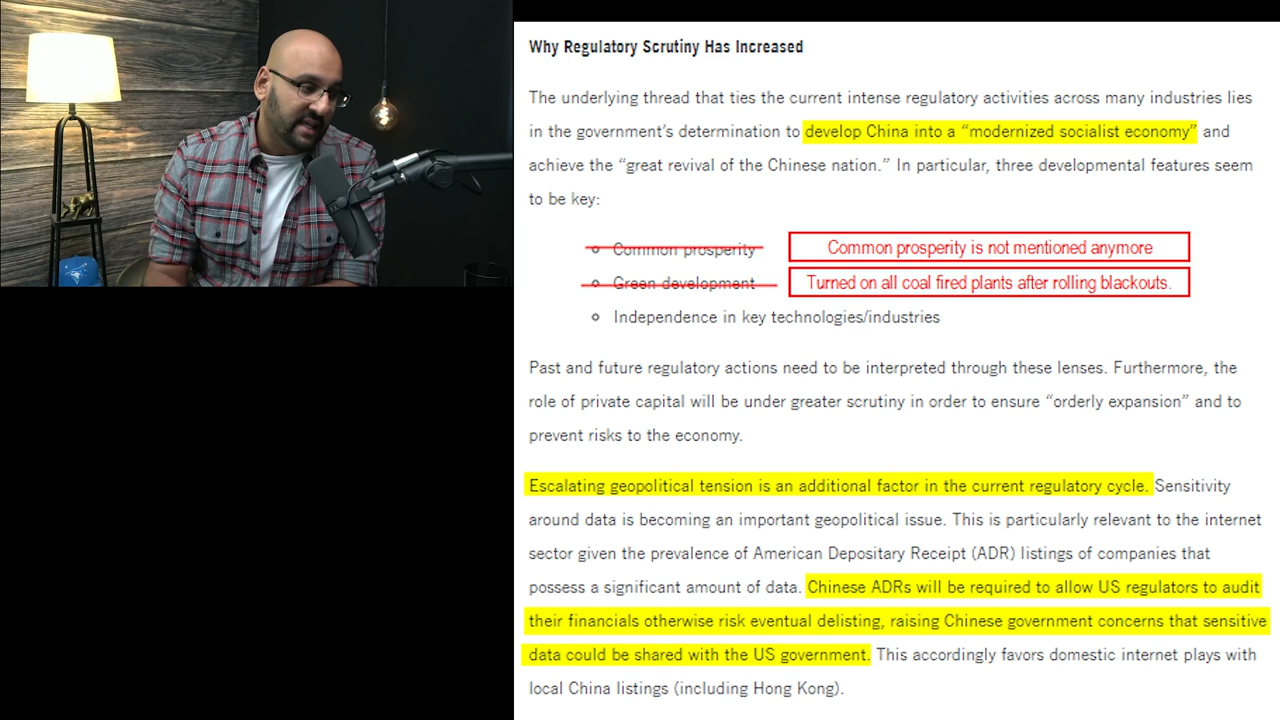 Why Regulatory Scrutiny Has Increased
The underlying thread that ties the current intense regulatory activities across many industries lies
in the government's determination to develop China into a “modernized socialist economy” and
achieve the “great revival of the Chinese nation.” In particular, three developmental features seem
to be key:
Common prosperity
Common prosperity is not mentioned anymore
Green development
Turned on all coal fired plants after rolling blackouts.
Independence in key technologies/industries
Past and future regulatory actions need to be interpreted through these lenses. Furthermore, the
role of private capital will be under greater scrutiny in order to ensure “orderly expansion” and to
prevent risks to the economy.
Escalating geopolitical tension is an additional factor in the current regulatory cycle. Sensitivity
around data is becoming an important geopolitical issue. This is particularly relevant to the internet
sector given the prevalence of American Depositary Receipt (ADR) listings of companies that
possess a significant amount of data. Chinese ADRs will be required to allow US regulators to audit
their financials otherwise risk eventual delisting, raising Chinese government concerns that sensitive
data could be shared with the US government. This accordingly favors domestic internet plays with
local China listings (including Hong Kong).